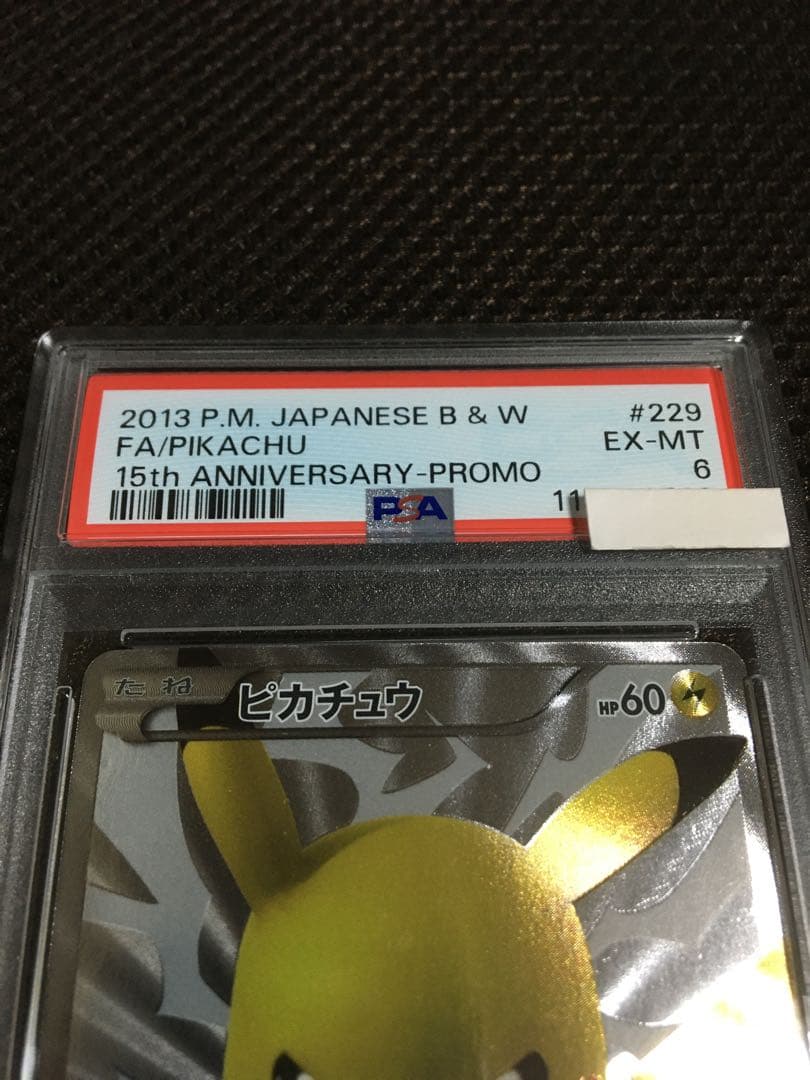 2013 P.M. JAPANESE B & W #229
FA/PIKACHU EX-MT
15th ANNIVERSARY-PROMO 6
PSA
たね ピカチュウ HP60